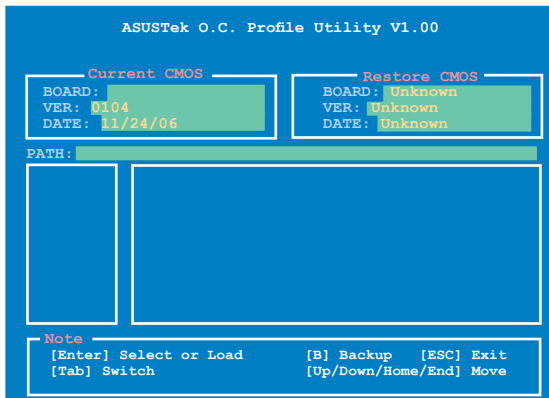 ASUSTek O.C. Profile Utility V1.00
Current CMOS
BOARD:
VER: 0104
DATE: 11/24/06
Restore CMOS
BOARD: Unknown
VER: Unknown
DATE: Unknown
PATH:
Note
[Enter] Select or Load [B] Backup [ESC] Exit
[Tab] Switch [Up/Down/Home/End] Move